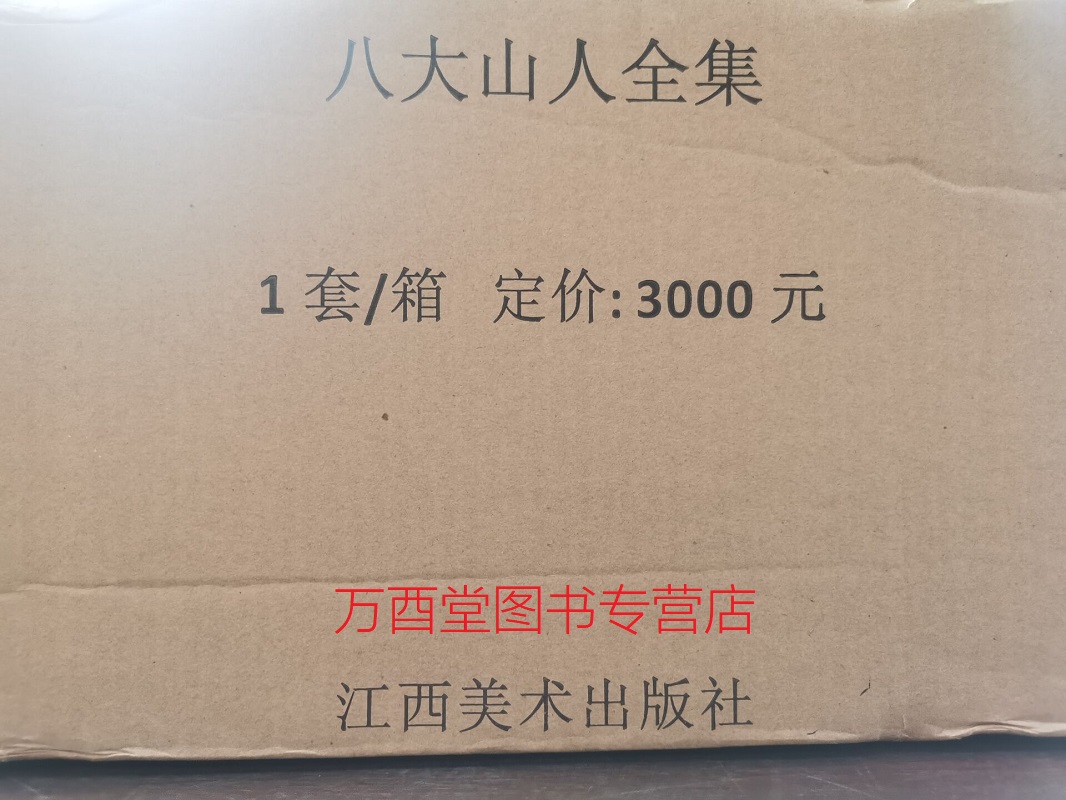 八大山人全集
1 套/箱 定价: 3000 元
万酉堂图书专营店
江西美术出版社